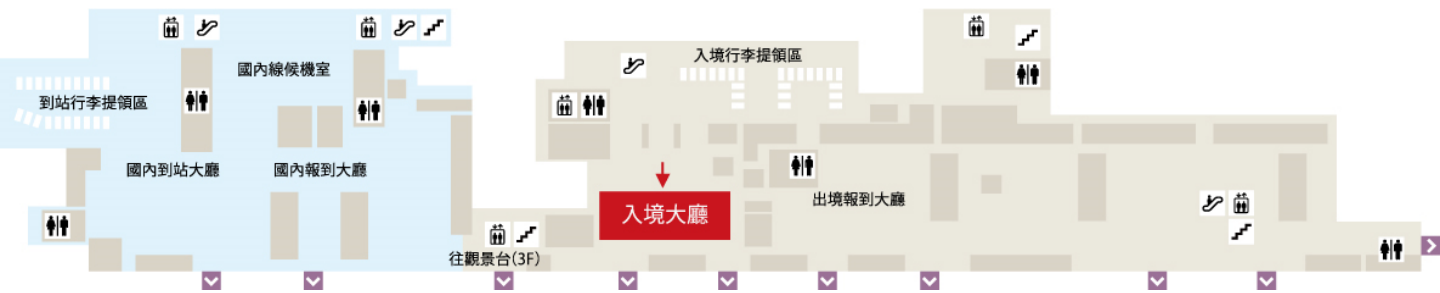 國內線候機室
到站行李提領區
國內到站大廳
國內報到大廳
往觀景台(3F)
入境行李提領區
入境大廳
出境報到大廳